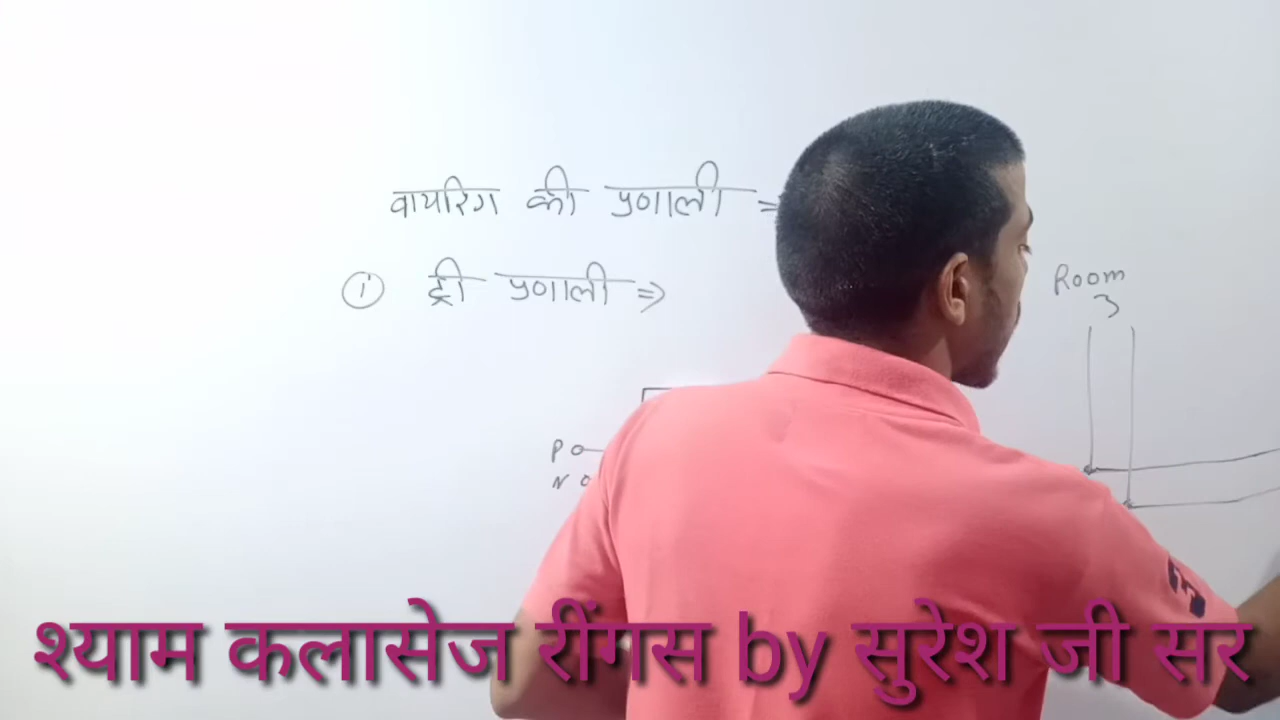 वायरिंग की प्रणाली =
① ट्री प्रणाली ⇒
Room
3
P
N
श्याम कलासेज रींगस by सुरेश जी सर